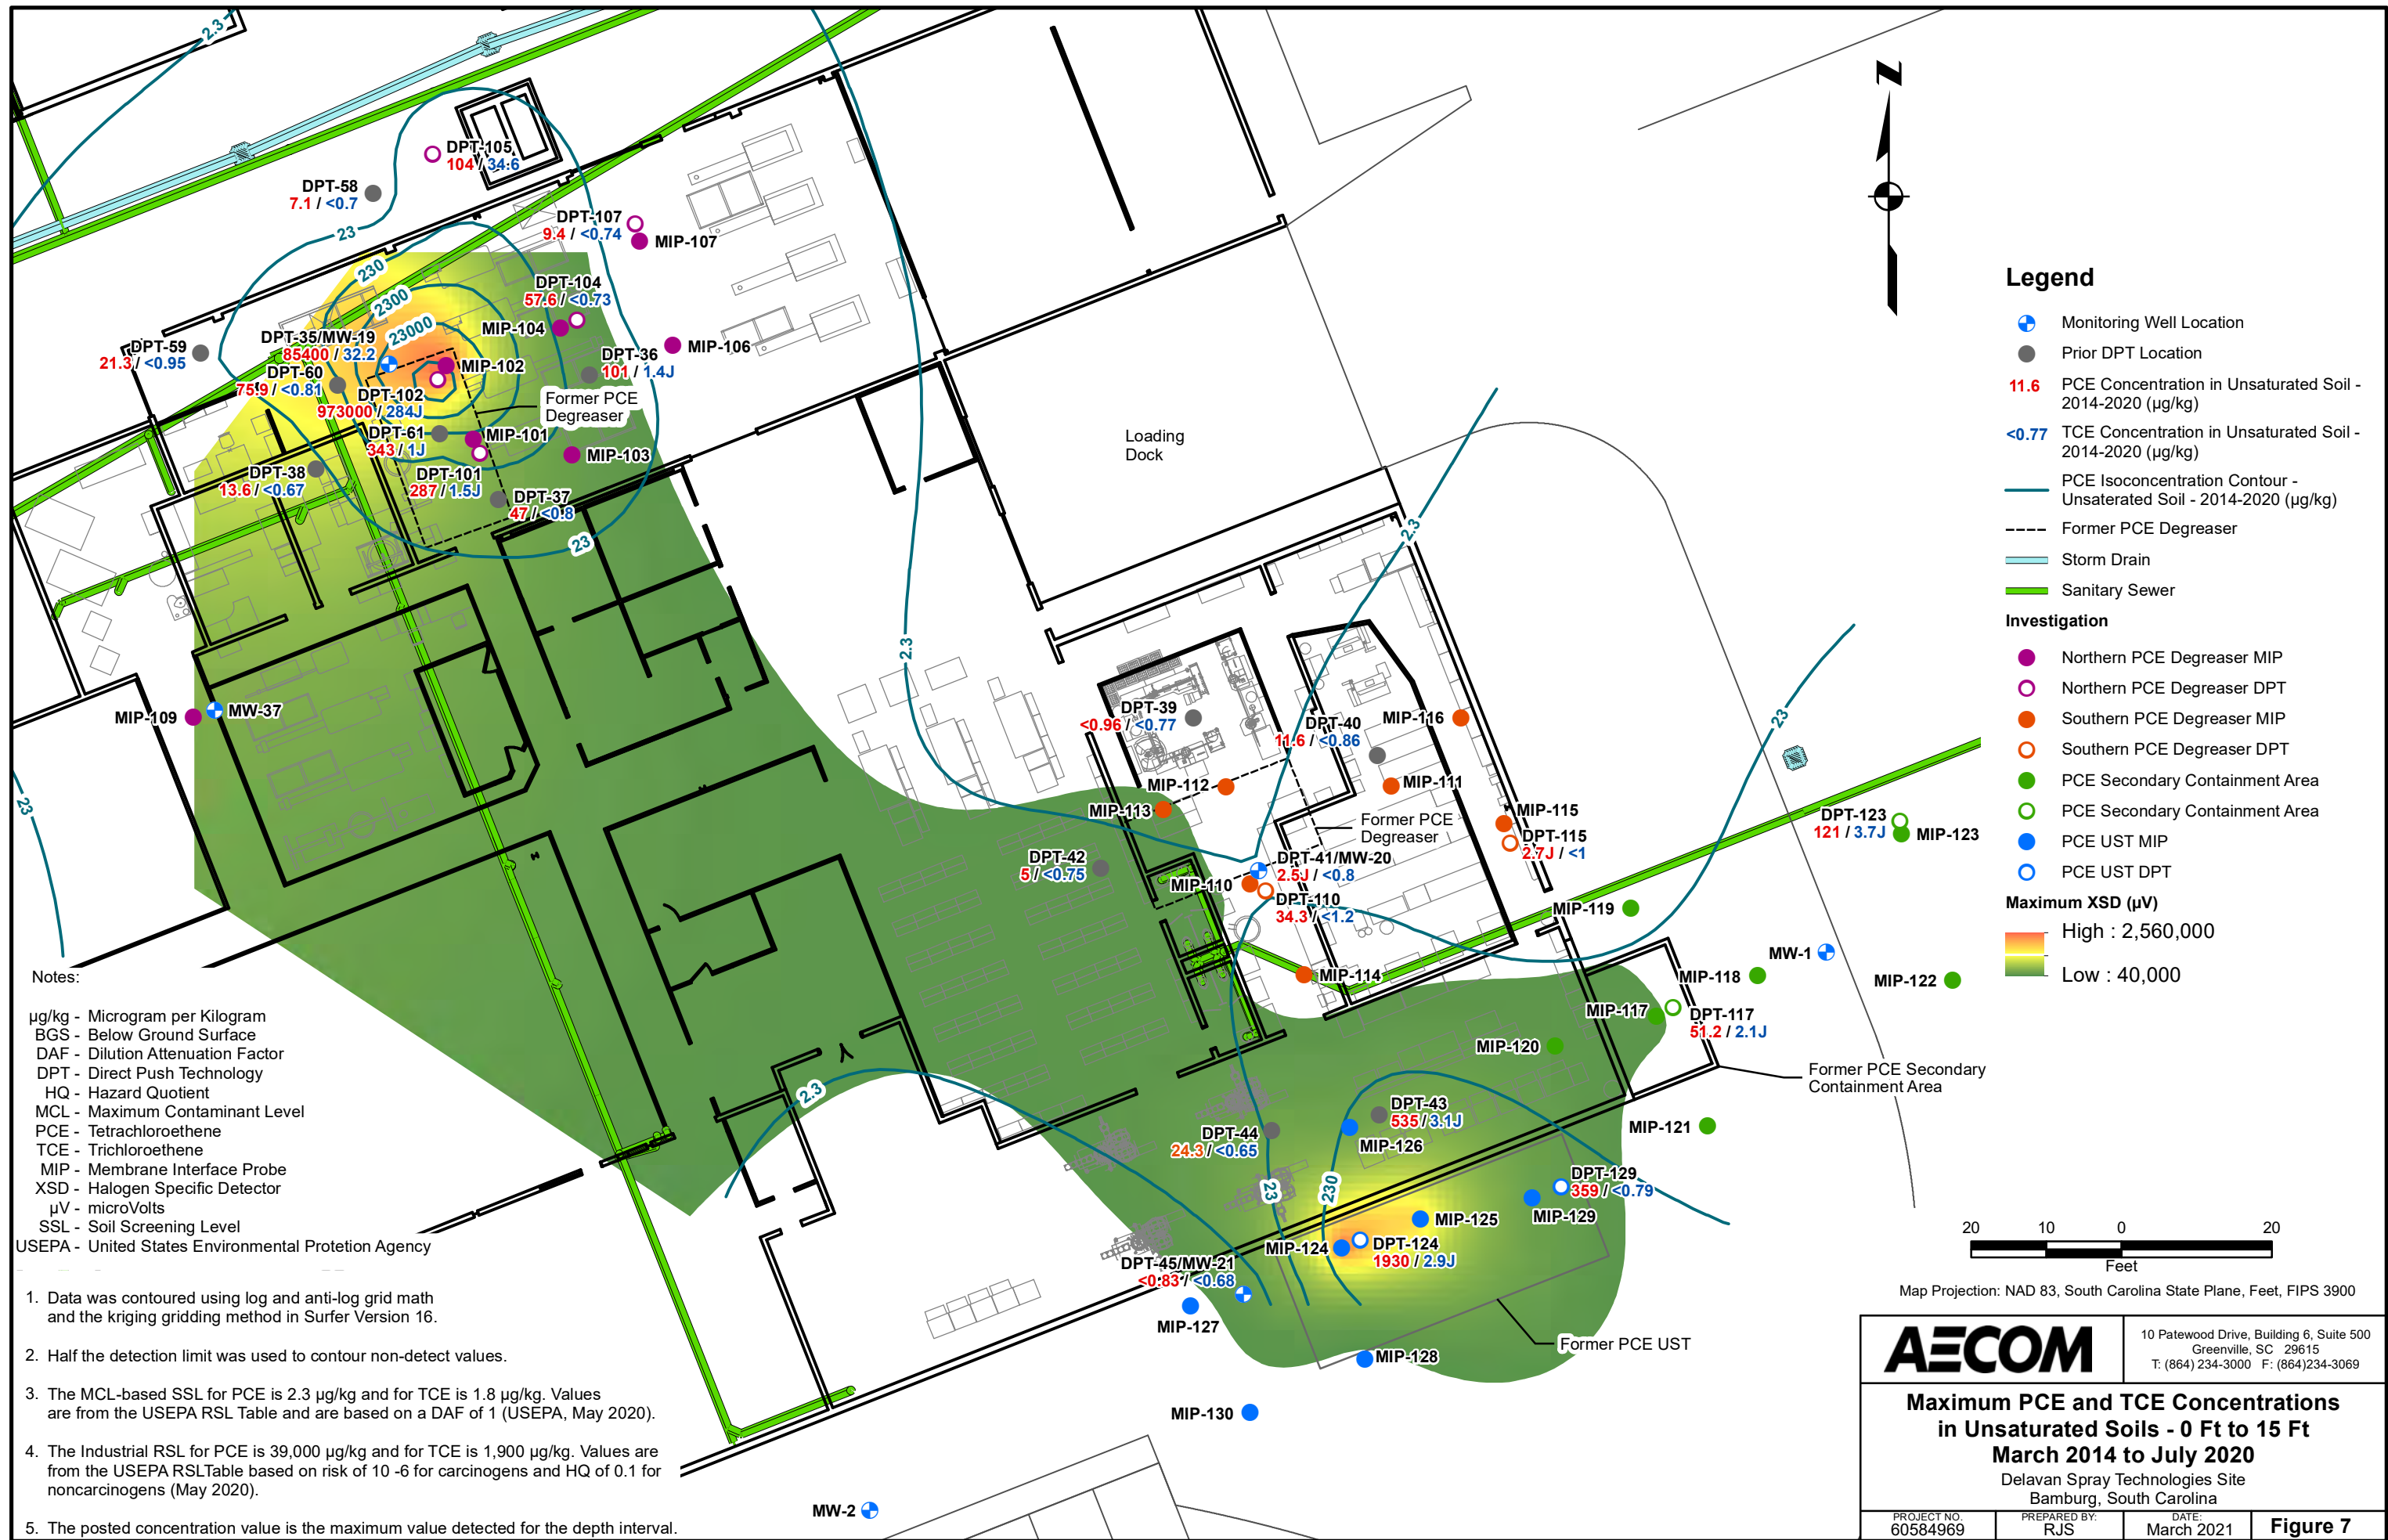 2.3
DPT-105
104 / 34.6
DPT-58
7.1 / <0.7
23
DPT-107
9.4 / <0.74
MIP-107
230
2300
23000
DPT-104
57.6 / <0.73
MIP-104
MIP-106
DPT-35/MW-19
85400 / 32.2
DPT-59
21.3 / <0.95
DPT-36
101 / 1.4J
MIP-102
DPT-60
75.9 / <0.81
DPT-102
973000 / 284J
Former PCE
Degreaser
DPT-61
343 / 1J
MIP-101
MIP-103
DPT-38
13.6 / <0.67
DPT-101
287 / 1.5J
DPT-37
47 / <0.8
23
Loading
Dock
2.3
2.3
MIP-109
MW-37
23
DPT-39
<0.96 / <0.77
DPT-40
11.6 / <0.86
MIP-116
23
MIP-112
MIP-111
MIP-113
Former PCE
Degreaser
MIP-115
DPT-115
2.7J / <1
DPT-123
121 / 3.7J
MIP-123
DPT-42
5 / <0.75
DPT-41/MW-20
2.5J / <0.8
MIP-110
DPT-110
34.3 / <1.2
MIP-119
MIP-114
MW-1
MIP-118
MIP-122
MIP-117
DPT-117
51.2 / 2.1J
MIP-120
Former PCE Secondary
Containment Area
2.3
DPT-43
535 / 3.1J
DPT-44
24.3 / <0.65
MIP-126
MIP-121
23
230
DPT-129
359 / <0.79
MIP-129
MIP-125
MIP-124
DPT-124
1930 / 2.9J
DPT-45/MW-21
<0.83 / <0.68
MIP-127
Former PCE UST
MIP-128
MIP-130
MW-2
Z
Legend
Monitoring Well Location
Prior DPT Location
11.6 PCE Concentration in Unsaturated Soil -
2014-2020 (µg/kg)
<0.77 TCE Concentration in Unsaturated Soil -
2014-2020 (µg/kg)
PCE Isoconcentration Contour -
Unsaterated Soil - 2014-2020 (µg/kg)
Former PCE Degreaser
Storm Drain
Sanitary Sewer
Investigation
Northern PCE Degreaser MIP
Northern PCE Degreaser DPT
Southern PCE Degreaser MIP
Southern PCE Degreaser DPT
PCE Secondary Containment Area
PCE Secondary Containment Area
PCE UST MIP
PCE UST DPT
Maximum XSD (µV)
High : 2,560,000
Low : 40,000
Notes:
µg/kg - Microgram per Kilogram
BGS - Below Ground Surface
DAF - Dilution Attenuation Factor
DPT - Direct Push Technology
HQ - Hazard Quotient
MCL - Maximum Contaminant Level
PCE - Tetrachloroethene
TCE - Trichloroethene
MIP - Membrane Interface Probe
XSD - Halogen Specific Detector
µV - microVolts
SSL - Soil Screening Level
USEPA - United States Environmental Protetion Agency
1. Data was contoured using log and anti-log grid math
and the kriging gridding method in Surfer Version 16.
2. Half the detection limit was used to contour non-detect values.
3. The MCL-based SSL for PCE is 2.3 µg/kg and for TCE is 1.8 µg/kg. Values
are from the USEPA RSL Table and are based on a DAF of 1 (USEPA, May 2020).
4. The Industrial RSL for PCE is 39,000 µg/kg and for TCE is 1,900 µg/kg. Values are
from the USEPA RSLTable based on risk of 10 -6 for carcinogens and HQ of 0.1 for
noncarcinogens (May 2020).
5. The posted concentration value is the maximum value detected for the depth interval.
20 10 0 20
Feet
Map Projection: NAD 83, South Carolina State Plane, Feet, FIPS 3900
AECOM
10 Patewood Drive, Building 6, Suite 500
Greenville, SC 29615
T: (864) 234-3000 F: (864)234-3069
Maximum PCE and TCE Concentrations
in Unsaturated Soils - 0 Ft to 15 Ft
March 2014 to July 2020
Delavan Spray Technologies Site
Bamburg, South Carolina
PROJECT NO. PREPARED BY: DATE:
60584969 RJS March 2021 Figure 7